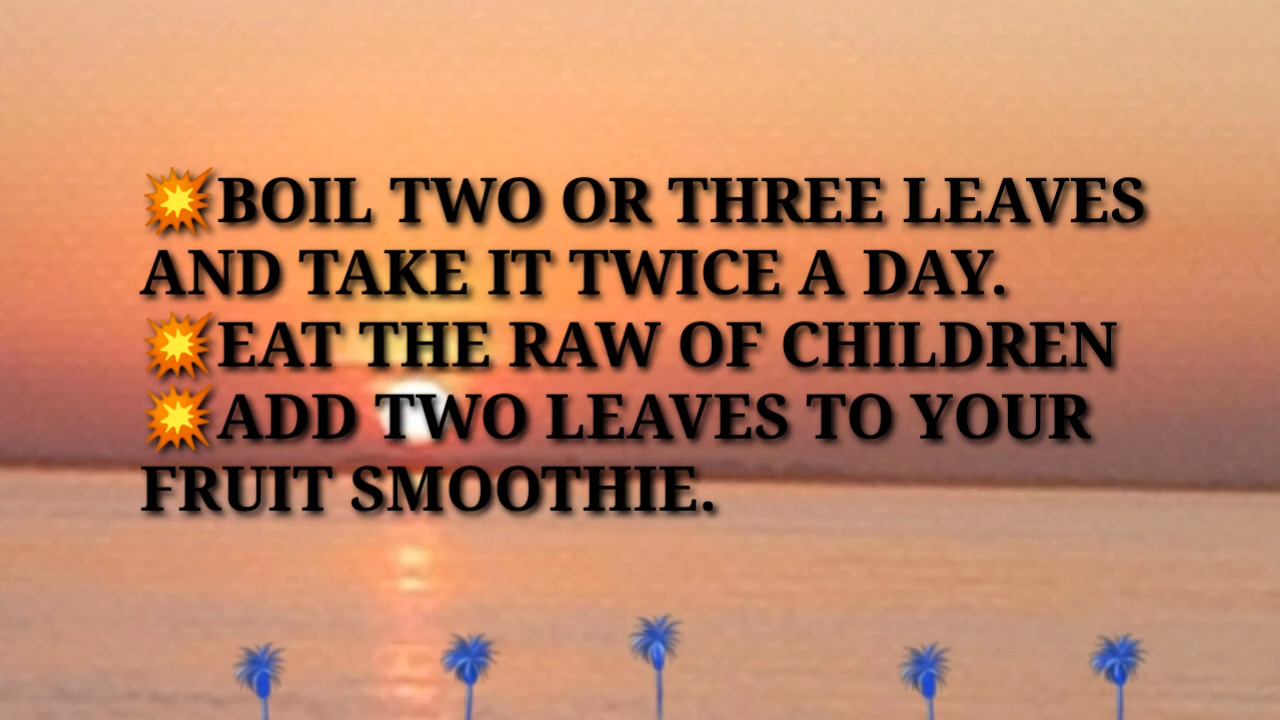 💥BOIL TWO OR THREE LEAVES
AND TAKE IT TWICE A DAY.
💥EAT THE RAW OF CHILDREN
💥ADD TWO LEAVES TO YOUR
FRUIT SMOOTHIE.